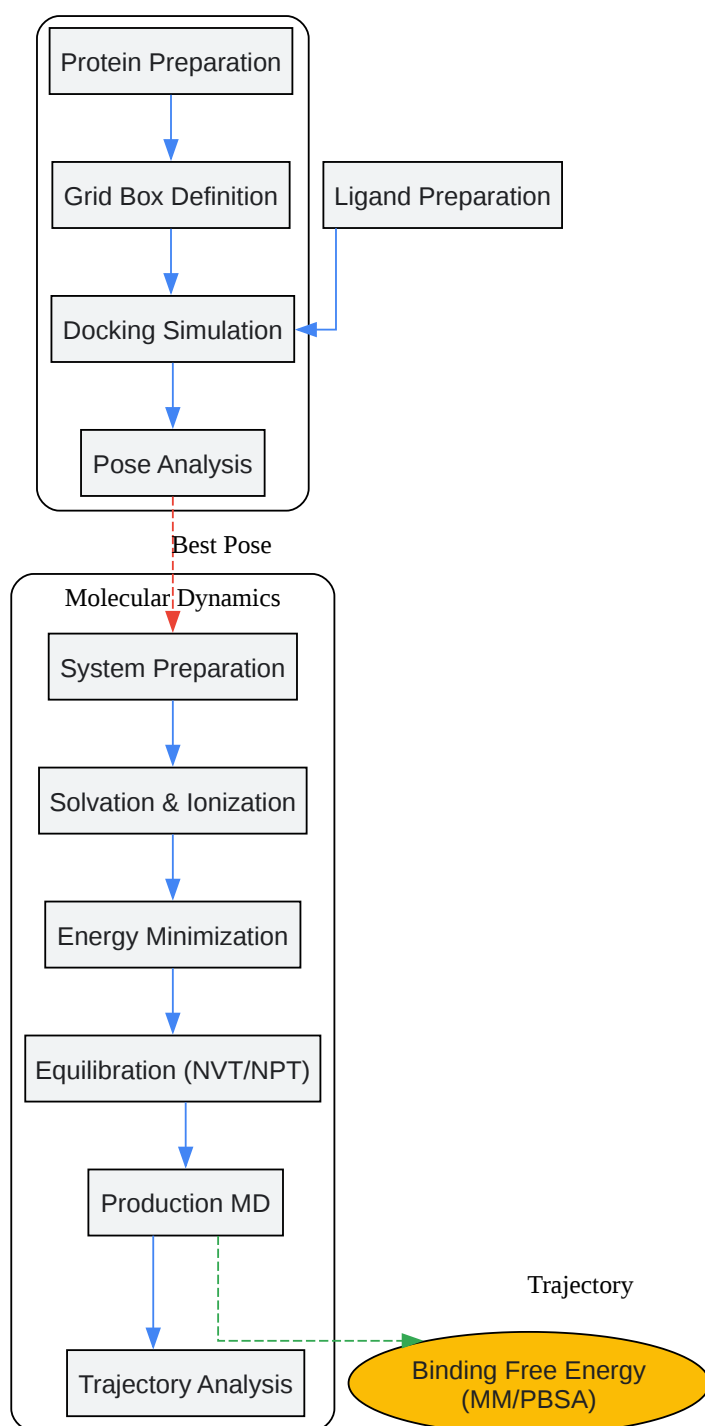 Protein Preparation
Grid Box Definition
Ligand Preparation
Docking Simulation
Pose Analysis
Best Pose
Molecular Dynamics
System Preparation
Solvation & Ionization
Energy Minimization
Equilibration (NVT/NPT)
Production MD
Trajectory
Trajectory Analysis
Binding Free Energy
(MM/PBSA)